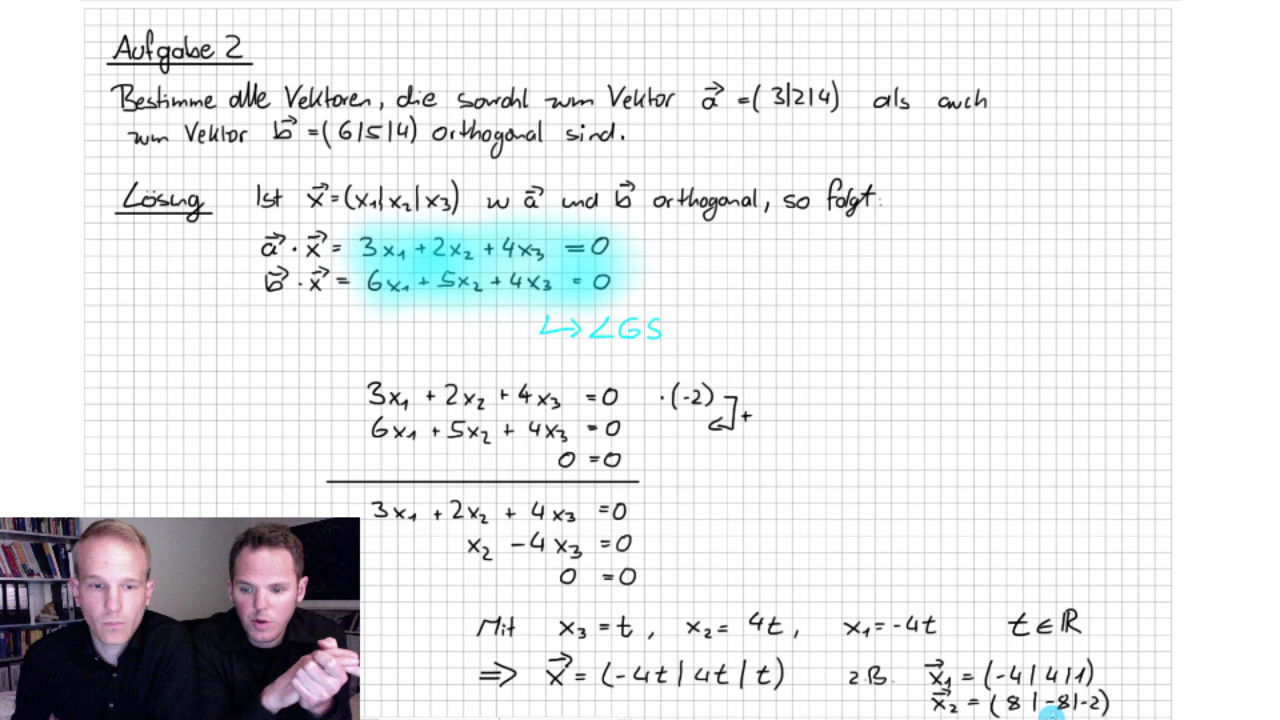 Aufgabe 2
Bestimme alle Vektoren, die sowohl zum Vektor a⃗ = ( 3|2|4) als auch
zum Vektor b⃗ = ( 6|5|4) orthogonal sind.
Lösung Ist x⃗ = (x₁|x₂|x₃) zu a⃗ und b⃗ orthogonal, so folgt:
a⃗ · x⃗ = 3x₁ + 2x₂ + 4x₃ = 0
b⃗ · x⃗ = 6x₁ + 5x₂ + 4x₃ = 0
↳ LGS
3x₁ + 2x₂ + 4x₃ = 0 ·(-2) +
6x₁ + 5x₂ + 4x₃ = 0
0 = 0
3x₁ + 2x₂ + 4x₃ = 0
x₂ - 4x₃ = 0
0 = 0
Mit x₃ = t, x₂ = 4t, x₁ = -4t t ∈ ℝ
⟹ x⃗ = (-4t | 4t | t) z.B. x⃗₁ = (-4|4|1)
x⃗₂ = (8|-8|-2)